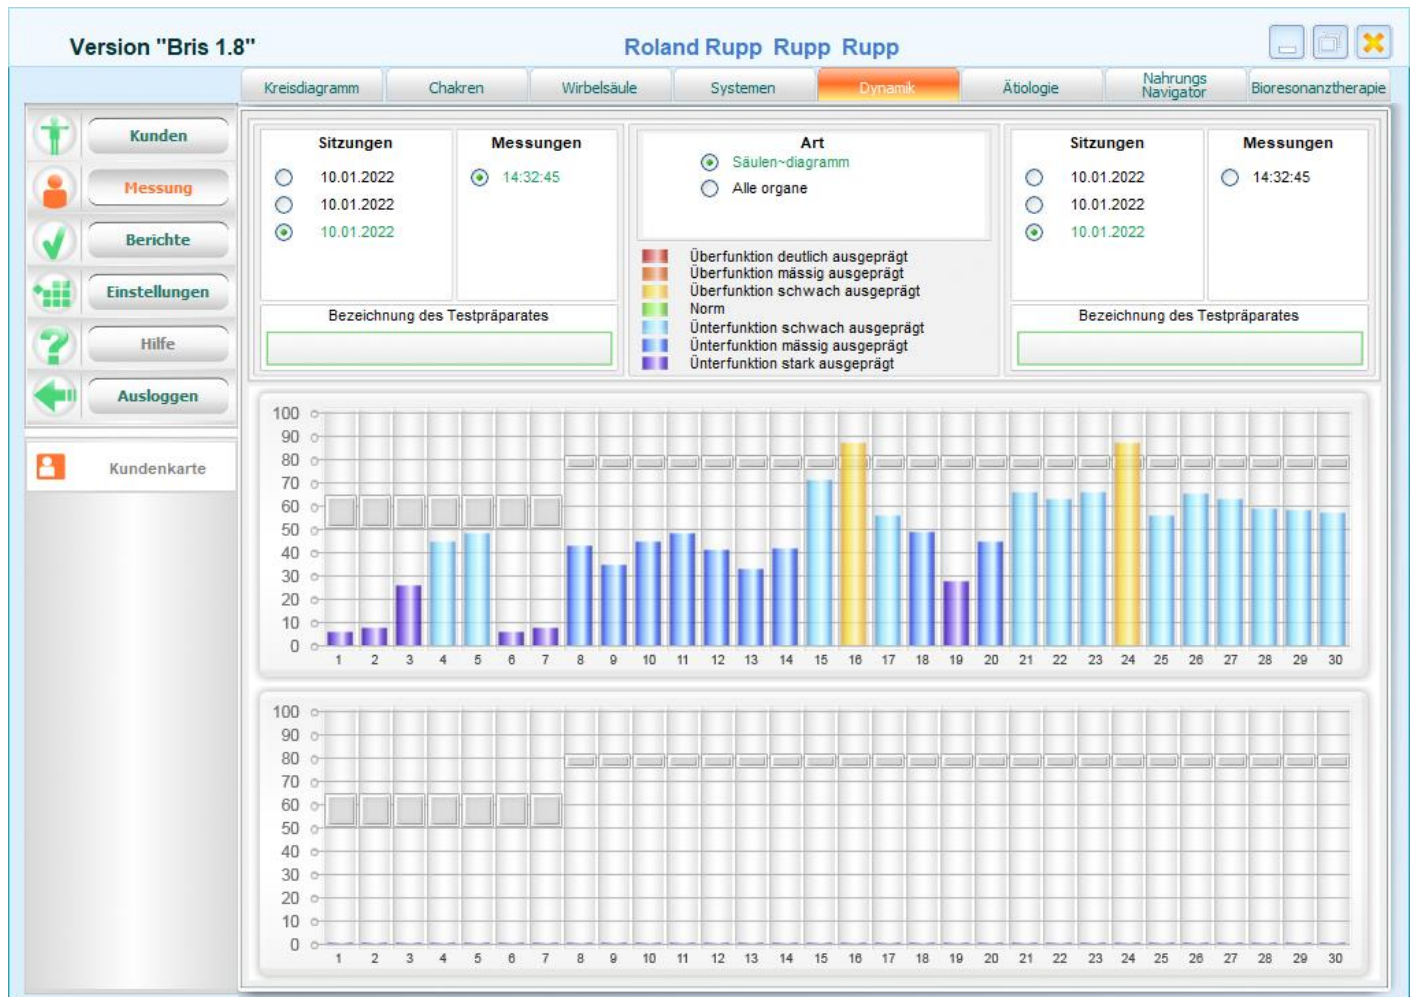 Version "Bris 1.8"
Roland Rupp Rupp Rupp
Kreisdiagramm
Chakren
Wirbelsäule
Systemen
Dynamik
Ätiologie
Nahrungs
Navigator
Bioresonanztherapie
Kunden
Messung
Berichte
Einstellungen
Hilfe
Ausloggen
Kundenkarte
Sitzungen
10.01.2022
10.01.2022
10.01.2022
Messungen
14:32:45
Bezeichnung des Testpräparates
Art
Säulen~diagramm
Alle organe
Überfunktion deutlich ausgeprägt
Überfunktion mässig ausgeprägt
Überfunktion schwach ausgeprägt
Norm
Ünterfunktion schwach ausgeprägt
Ünterfunktion mässig ausgeprägt
Ünterfunktion stark ausgeprägt
Sitzungen
10.01.2022
10.01.2022
10.01.2022
Messungen
14:32:45
Bezeichnung des Testpräparates
100
90
80
70
60
50
40
30
20
10
0
1 2 3 4 5 6 7 8 9 10 11 12 13 14 15 16 17 18 19 20 21 22 23 24 25 26 27 28 29 30
100
90
80
70
60
50
40
30
20
10
0
1 2 3 4 5 6 7 8 9 10 11 12 13 14 15 16 17 18 19 20 21 22 23 24 25 26 27 28 29 30